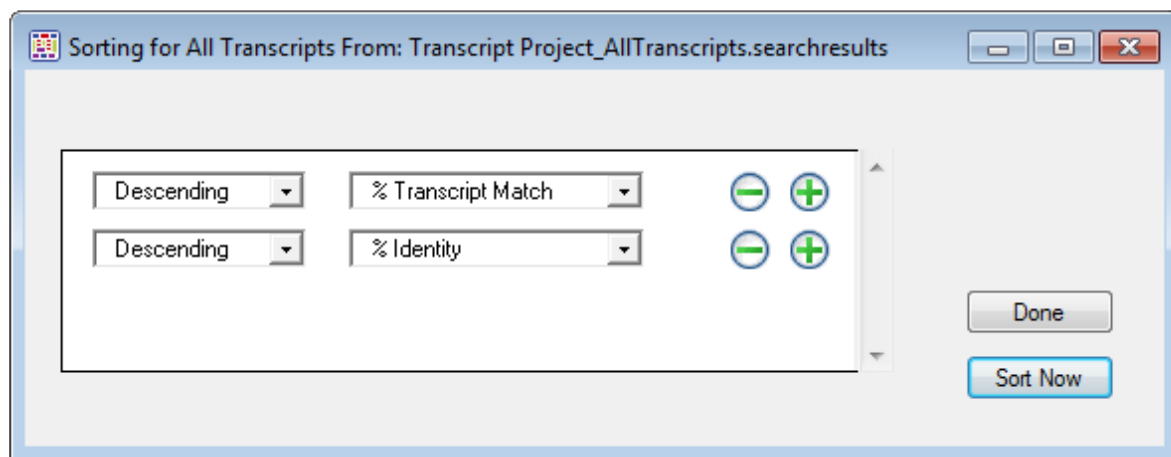 Sorting for All Transcripts From: Transcript Project_AllTranscripts.searchresults
Descending % Transcript Match
Descending % Identity
Done
Sort Now